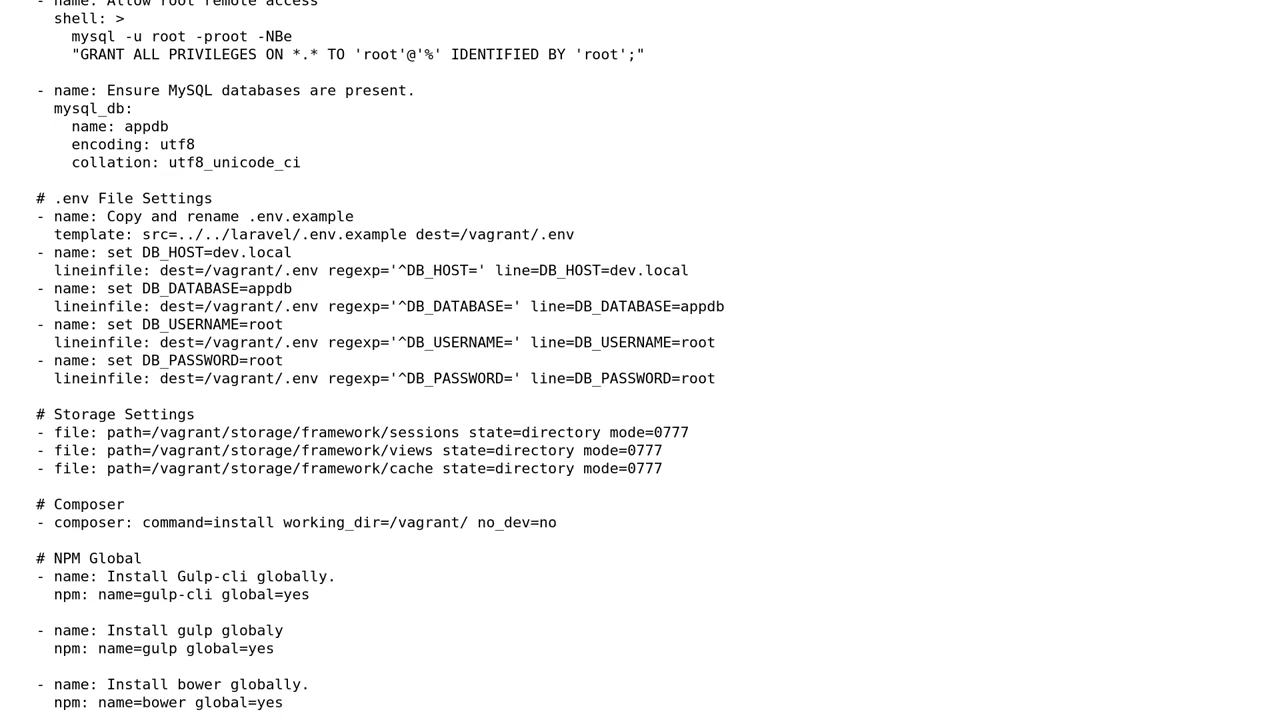 - name: Allow root remote access
shell: >
mysql -u root -proot -NBe
"GRANT ALL PRIVILEGES ON *.* TO 'root'@'%' IDENTIFIED BY 'root';"
- name: Ensure MySQL databases are present.
mysql_db:
name: appdb
encoding: utf8
collation: utf8_unicode_ci
# .env File Settings
- name: Copy and rename .env.example
template: src=../../laravel/.env.example dest=/vagrant/.env
- name: set DB_HOST=dev.local
lineinfile: dest=/vagrant/.env regexp='^DB_HOST=' line=DB_HOST=dev.local
- name: set DB_DATABASE=appdb
lineinfile: dest=/vagrant/.env regexp='^DB_DATABASE=' line=DB_DATABASE=appdb
- name: set DB_USERNAME=root
lineinfile: dest=/vagrant/.env regexp='^DB_USERNAME=' line=DB_USERNAME=root
- name: set DB_PASSWORD=root
lineinfile: dest=/vagrant/.env regexp='^DB_PASSWORD=' line=DB_PASSWORD=root
# Storage Settings
- file: path=/vagrant/storage/framework/sessions state=directory mode=0777
- file: path=/vagrant/storage/framework/views state=directory mode=0777
- file: path=/vagrant/storage/framework/cache state=directory mode=0777
# Composer
- composer: command=install working_dir=/vagrant/ no_dev=no
# NPM Global
- name: Install Gulp-cli globally.
npm: name=gulp-cli global=yes
- name: Install gulp globaly
npm: name=gulp global=yes
- name: Install bower globally.
npm: name=bower global=yes